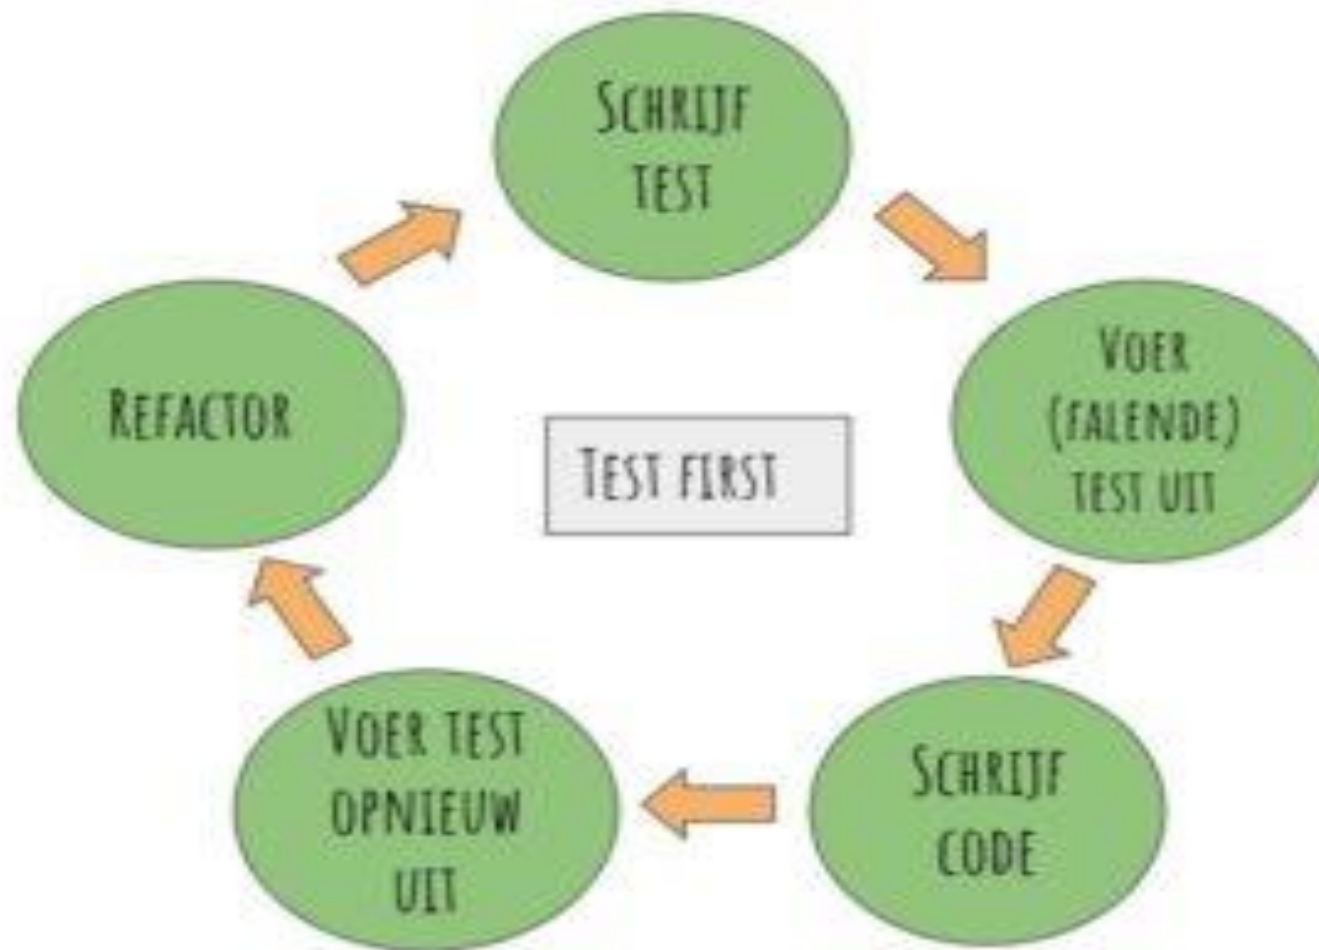 Schrijf
test
Voer
(falende)
test uit
Schrijf
code
Voer test
opnieuw
uit
Refactor
Test first